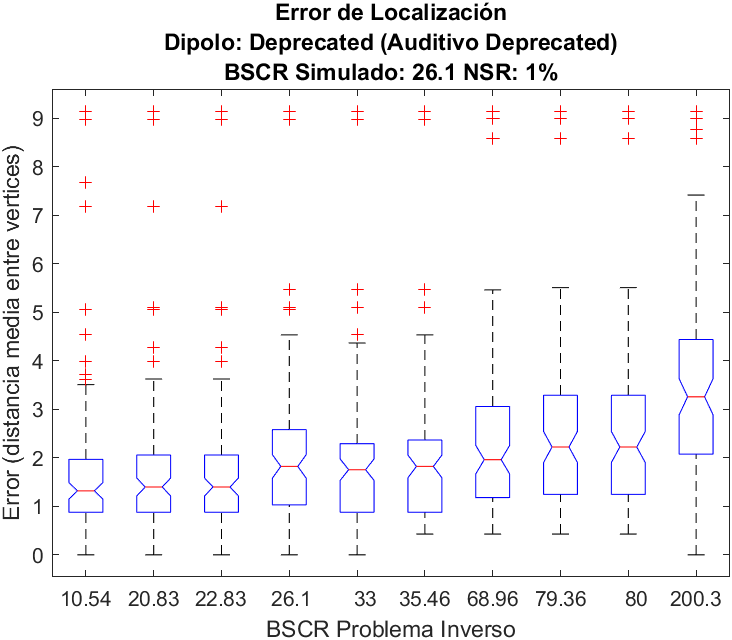 Error de Localización
Dipolo: Deprecated (Auditivo Deprecated)
BSCR Simulado: 26.1 NSR: 1%
Error (distancia media entre vertices)
9
8
7
6
5
4
3
2
1
0
10.54 20.83 22.83 26.1 33 35.46 68.96 79.36 80 200.3
BSCR Problema Inverso